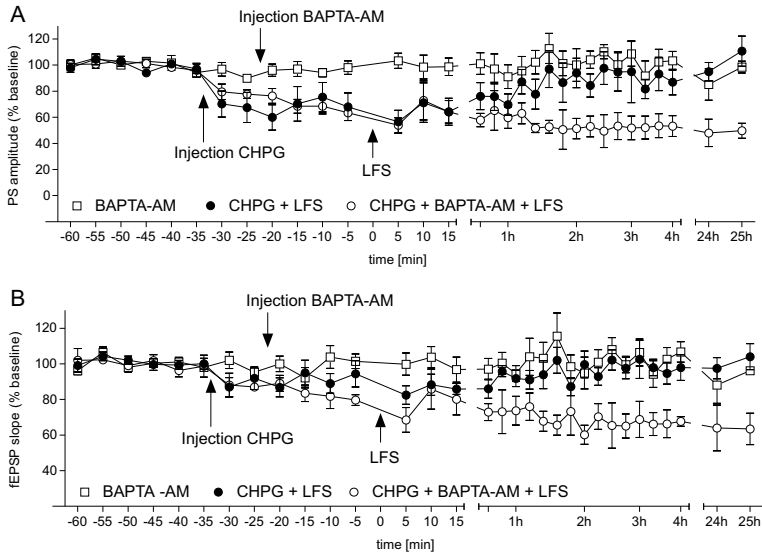 A
Injection BAPTA-AM
PS amplitude (% baseline)
120
100
80
60
40
20
0
Injection CHPG
LFS
BAPTA-AM
CHPG + LFS
CHPG + BAPTA-AM + LFS
-60 -55 -50 -45 -40 -35 -30 -25 -20 -15 -10 -5 0 5 10 15 1h 2h 3h 4h 24h 25h
time [min]
B
Injection BAPTA-AM
fEPSP slope (% baseline)
120
100
80
60
40
Injection CHPG
LFS
BAPTA -AM
CHPG + LFS
CHPG + BAPTA-AM + LFS
-60 -55 -50 -45 -40 -35 -30 -25 -20 -15 -10 -5 0 5 10 15 1h 2h 3h 4h 24h 25h
time [min]